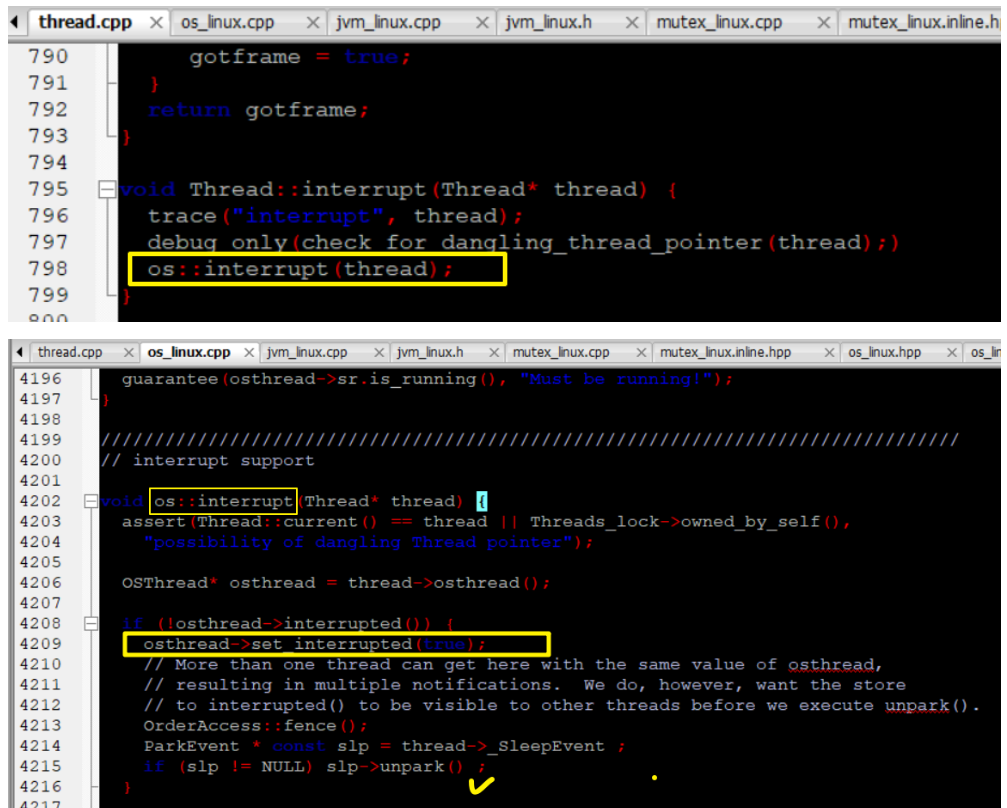 thread.cpp os_linux.cpp jvm_linux.cpp jvm_linux.h mutex_linux.cpp mutex_linux.inline.h
790 gotframe = true;
791 }
792 return gotframe;
793 }
794
795 void Thread::interrupt(Thread* thread) {
796 trace("interrupt", thread);
797 debug_only(check_for_dangling_thread_pointer(thread);)
798 os::interrupt(thread);
799 }
800
thread.cpp os_linux.cpp jvm_linux.cpp jvm_linux.h mutex_linux.cpp mutex_linux.inline.hpp os_linux.hpp os_lin
4196 guarantee(osthread->sr.is_running(), "Must be running!");
4197 }
4198
4199 ////////////////////////////////////////////////////////////////////////////////
4200 // interrupt support
4201
4202 void os::interrupt(Thread* thread) {
4203 assert(Thread::current() == thread || Threads_lock->owned_by_self(),
4204 "possibility of dangling Thread pointer");
4205
4206 OSThread* osthread = thread->osthread();
4207
4208 if (!osthread->interrupted()) {
4209 osthread->set_interrupted(true);
4210 // More than one thread can get here with the same value of osthread,
4211 // resulting in multiple notifications. We do, however, want the store
4212 // to interrupted() to be visible to other threads before we execute unpark().
4213 OrderAccess::fence();
4214 ParkEvent * const slp = thread->_SleepEvent ;
4215 if (slp != NULL) slp->unpark() ;
4216 }
4217